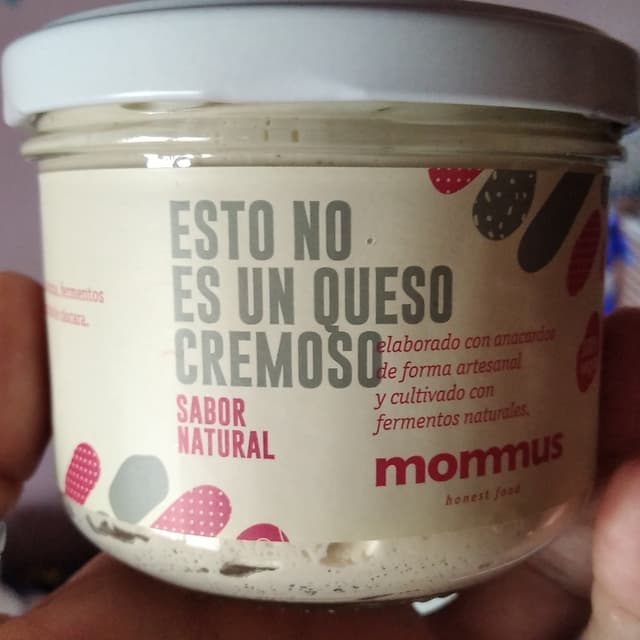 ESTO NO
ES UN QUESO
CREMOSO
SABOR
NATURAL
elaborado con anacardos
de forma artesanal
y cultivado con
fermentos naturales.
mommus
honest food
fermentos